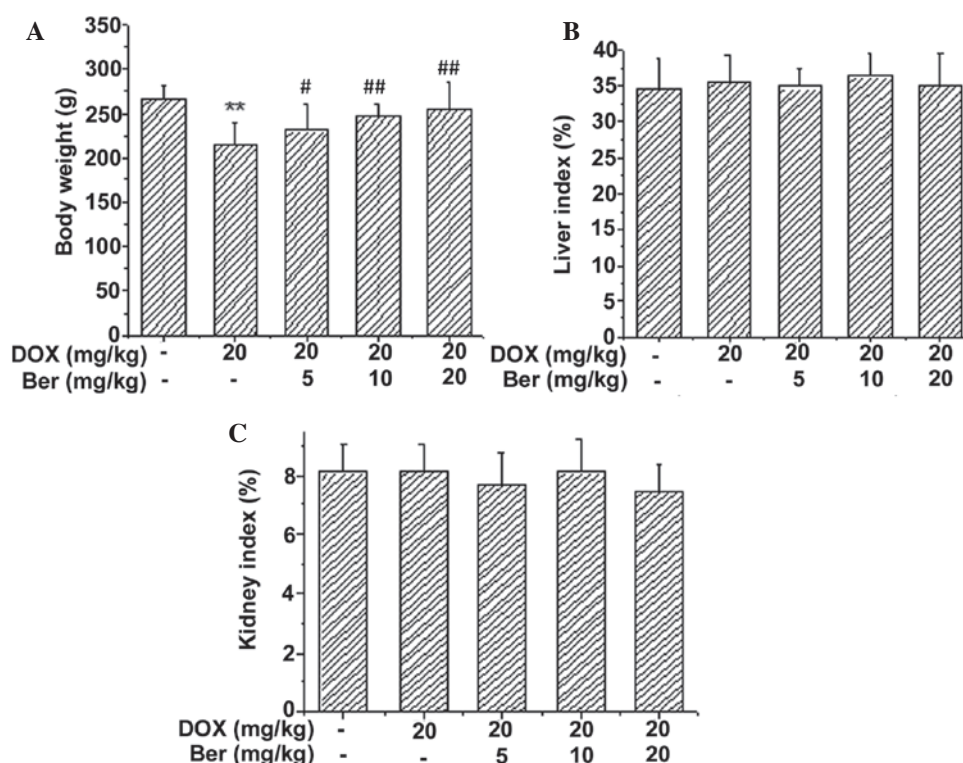 A
Body weight (g)
350
300
250
200
150
100
50
0
**
#
##
##
DOX (mg/kg) - 20 20 20 20
Ber (mg/kg) - - 5 10 20
B
Liver index (%)
40
35
30
25
20
15
10
5
0
DOX (mg/kg) - 20 20 20 20
Ber (mg/kg) - - 5 10 20
C
Kidney index (%)
8
6
4
2
0
DOX (mg/kg) - 20 20 20 20
Ber (mg/kg) - - 5 10 20